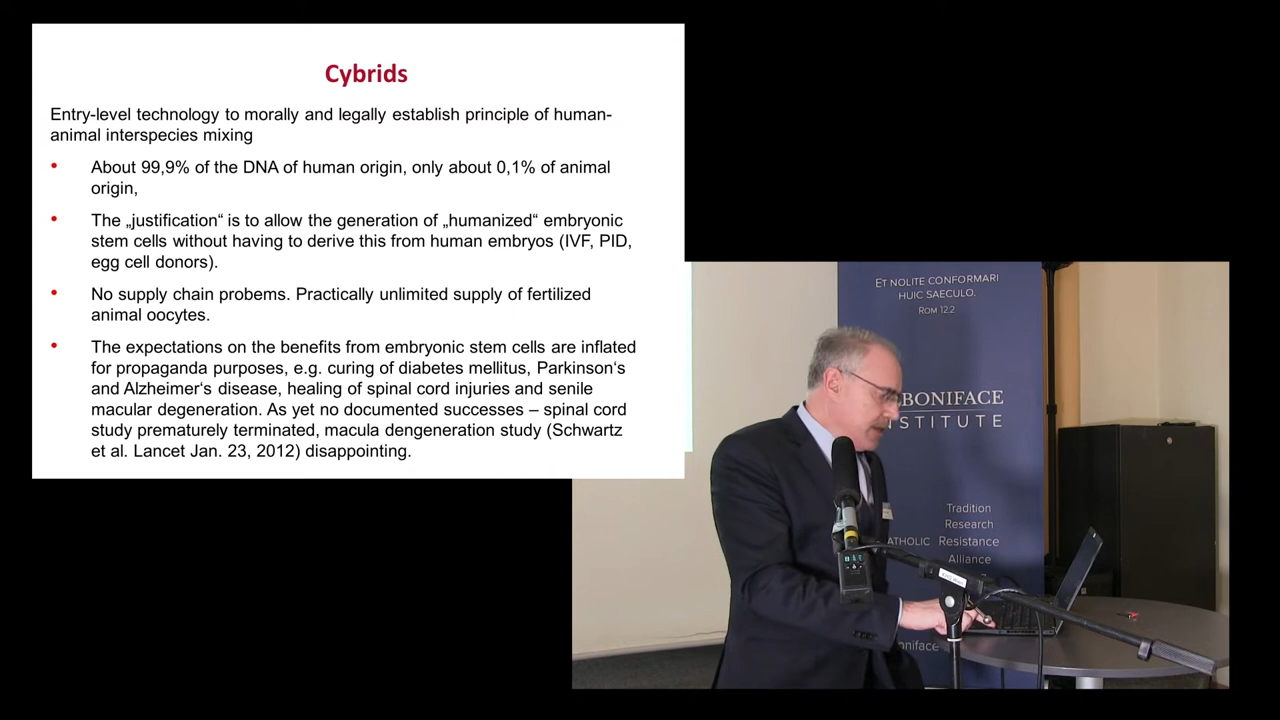 Cybrids
Entry-level technology to morally and legally establish principle of human-
animal interspecies mixing
• About 99,9% of the DNA of human origin, only about 0,1% of animal
origin,
• The „justification“ is to allow the generation of „humanized“ embryonic
stem cells without having to derive this from human embryos (IVF, PID,
egg cell donors).
• No supply chain probems. Practically unlimited supply of fertilized
animal oocytes.
• The expectations on the benefits from embryonic stem cells are inflated
for propaganda purposes, e.g. curing of diabetes mellitus, Parkinson‘s
and Alzheimer‘s disease, healing of spinal cord injuries and senile
macular degeneration. As yet no documented successes – spinal cord
study prematurely terminated, macula dengeneration study (Schwartz
et al. Lancet Jan. 23, 2012) disappointing.
ET NOLITE CONFORMARI
HUIC SAECULO.
ROM 12:2
BONIFACE
STITUTE
Tradition
Research
ATHOLIC Resistance
Alliance
oniface